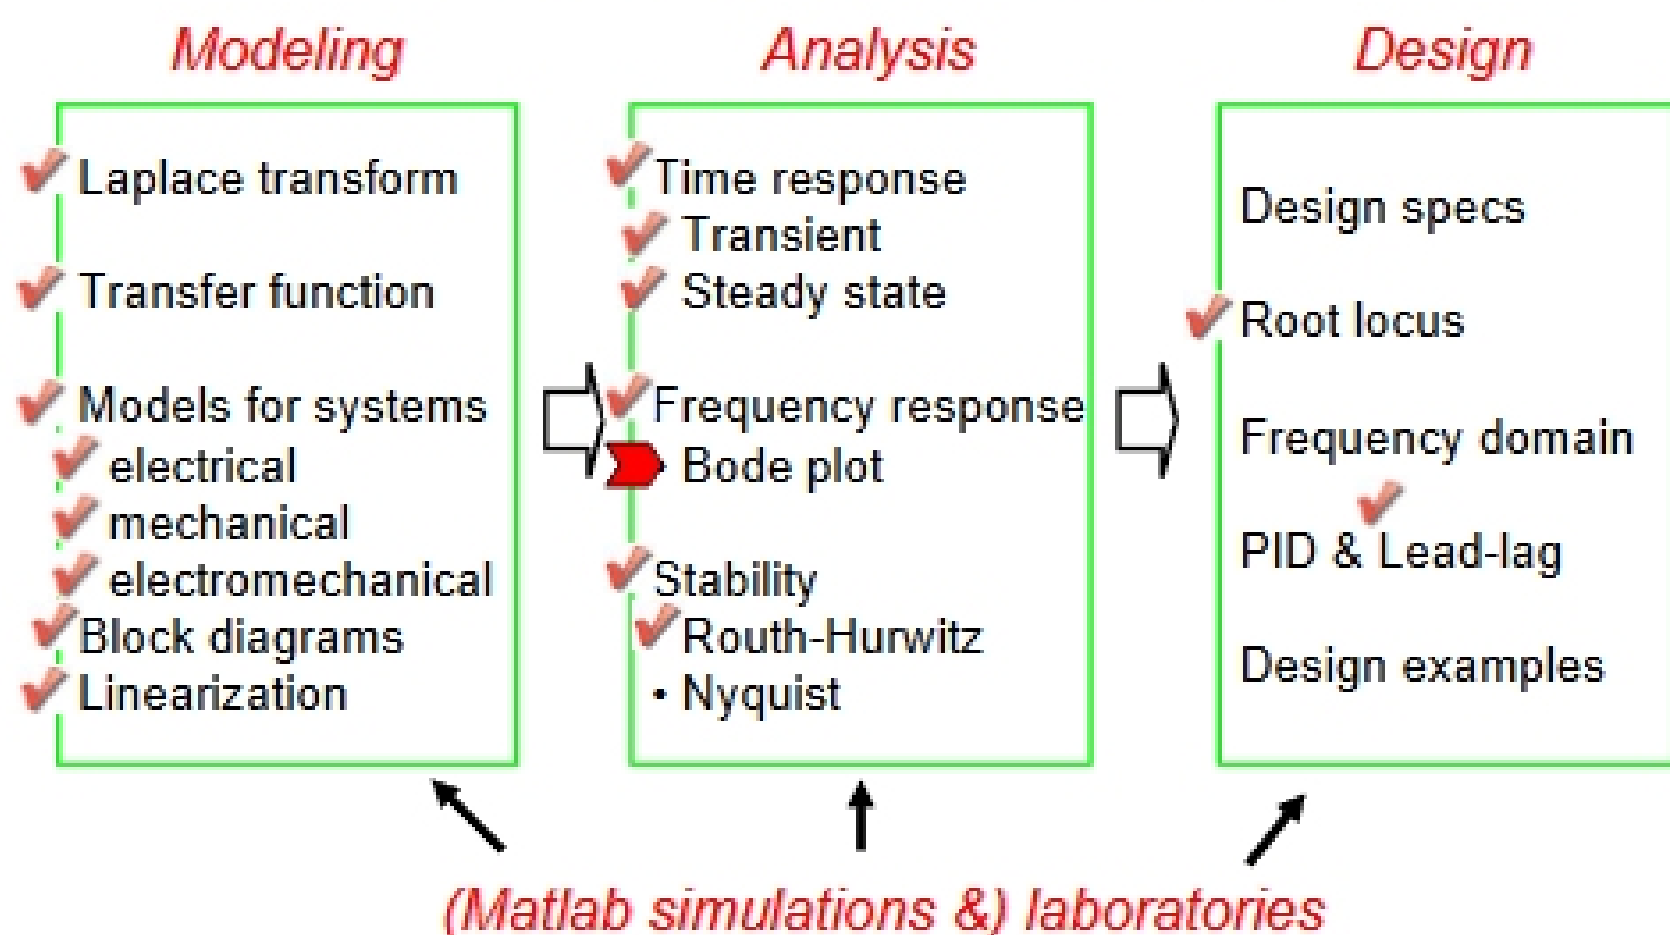 Modeling
Laplace transform
Transfer function
Models for systems
electrical
mechanical
electromechanical
Block diagrams
Linearization
Analysis
Time response
Transient
Steady state
Frequency response
• Bode plot
Stability
Routh-Hurwitz
• Nyquist
Design
Design specs
Root locus
Frequency domain
PID & Lead-lag
Design examples
(Matlab simulations &) laboratories